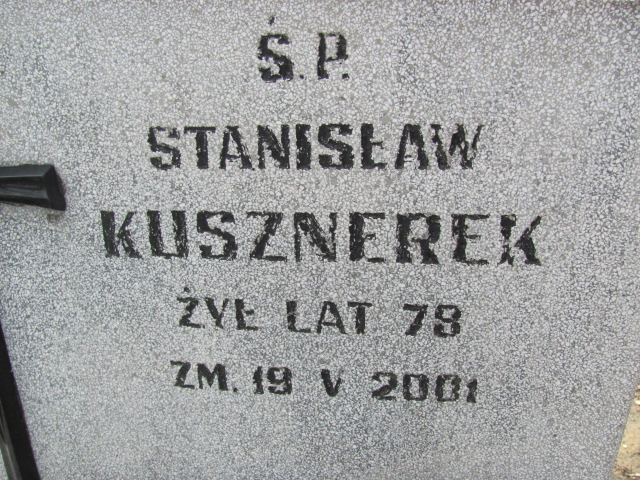 Ś.P.
STANISŁAW
KUSZNEREK
ŻYŁ LAT 78
ZM. 19 V 2001